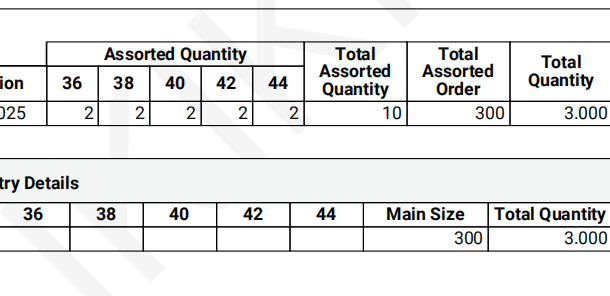 Assorted Quantity Total Assorted Quantity Total Assorted Order Total Quantity
ion 36 38 40 42 44
025 2 2 2 2 2 10 300 3.000
try Details
36 38 40 42 44 Main Size Total Quantity
300 3.000